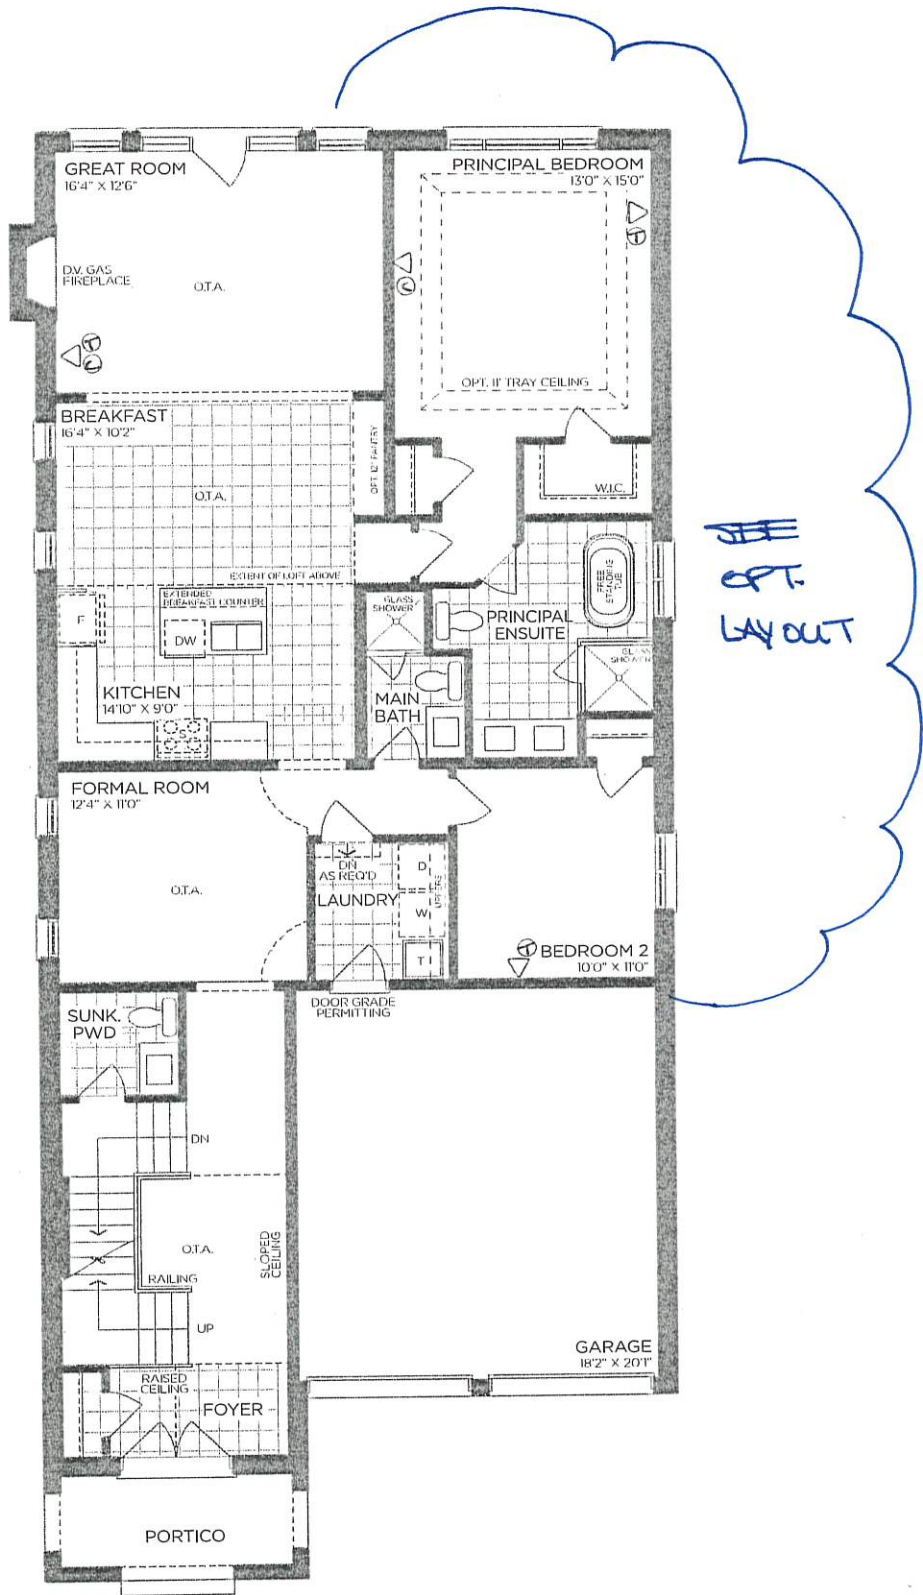 GREAT ROOM
16'4" X 12'6"
PRINCIPAL BEDROOM
13'0" X 15'0"
T
D.V. GAS
FIREPLACE
O.T.A.
C
T
C
OPT. 11' TRAY CEILING
BREAKFAST
16'4" X 10'2"
OPT. 12" PANTRY
O.T.A.
W.I.C.
SEE
OPT.
LAYOUT
EXTENT OF LOFT ABOVE
FREE
STANDING
TUB
EXTENDED
BREAKFAST COUNTER
GLASS
SHOWER
F
PRINCIPAL
ENSUITE
DW
GLASS
SHOWER
KITCHEN
14'10" X 9'0"
MAIN
BATH
FORMAL ROOM
12'4" X 11'0"
DN
AS REQ'D
D
O.T.A.
LAUNDRY
UPPERS
W
T
T
BEDROOM 2
10'0" X 11'0"
DOOR GRADE
PERMITTING
SUNK.
PWD
DN
O.T.A.
SLOPED
CEILING
RAILING
UP
GARAGE
18'2" X 20'1"
RAISED
CEILING
FOYER
PORTICO